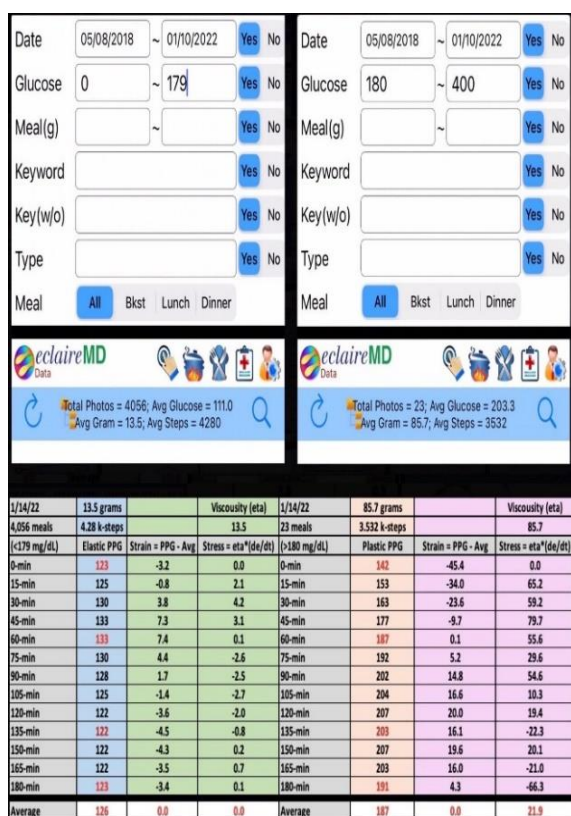 Date 05/08/2018 ~ 01/10/2022 Yes No
Glucose 0 ~ 179 Yes No
Meal(g) ~ Yes No
Keyword Yes No
Key(w/o) Yes No
Type Yes No
Meal All Bkst Lunch Dinner
eclaireMD
Data
Total Photos = 4056; Avg Glucose = 111.0
Avg Gram = 13.5; Avg Steps = 4280
Date 05/08/2018 ~ 01/10/2022 Yes No
Glucose 180 ~ 400 Yes No
Meal(g) ~ Yes No
Keyword Yes No
Key(w/o) Yes No
Type Yes No
Meal All Bkst Lunch Dinner
eclaireMD
Data
Total Photos = 23; Avg Glucose = 203.3
Avg Gram = 85.7; Avg Steps = 3532
1/14/22 13.5 grams Viscousity (eta) 1/14/22 85.7 grams Viscousity (eta)
4,056 meals 4.28 k-steps 13.5 23 meals 3.532 k-steps 85.7
(<179 mg/dL) Elastic PPG Strain = PPG - Avg Stress = eta*(de/dt) (>180 mg/dL) Plastic PPG Strain = PPG - Avg Stress = eta*(de/dt)
0-min 123 -3.2 0.0 0-min 142 -45.4 0.0
15-min 125 -0.8 2.1 15-min 153 -34.0 65.2
30-min 130 3.8 4.2 30-min 163 -23.6 59.2
45-min 133 7.3 3.1 45-min 177 -9.7 79.7
60-min 133 7.4 0.1 60-min 187 0.1 55.6
75-min 130 4.4 -2.6 75-min 192 5.2 29.6
90-min 128 1.7 -2.5 90-min 202 14.8 54.6
105-min 125 -1.4 -2.7 105-min 204 16.6 10.3
120-min 122 -3.6 -2.0 120-min 207 20.0 19.4
135-min 122 -4.5 -0.8 135-min 203 16.1 -22.3
150-min 122 -4.3 0.2 150-min 207 19.6 20.1
165-min 122 -3.5 0.7 165-min 203 16.0 -21.0
180-min 123 -3.4 0.1 180-min 191 4.3 -66.3
Average 126 0.0 0.0 Average 187 0.0 21.9